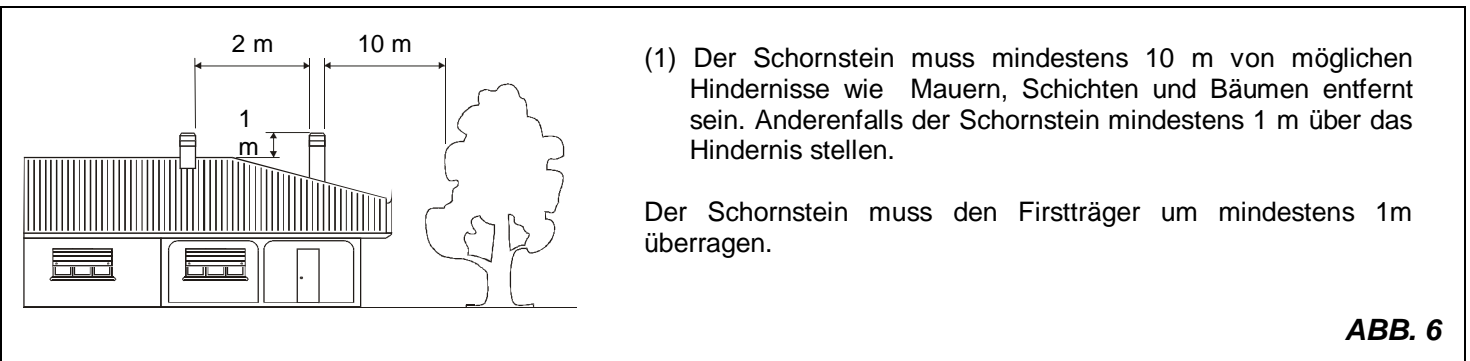 2 m
10 m
1
m
(1) Der Schornstein muss mindestens 10 m von möglichen
Hindernisse wie Mauern, Schichten und Bäumen entfernt
sein. Anderenfalls der Schornstein mindestens 1 m über das
Hindernis stellen.
Der Schornstein muss den Firstträger um mindestens 1m
überragen.
ABB. 6